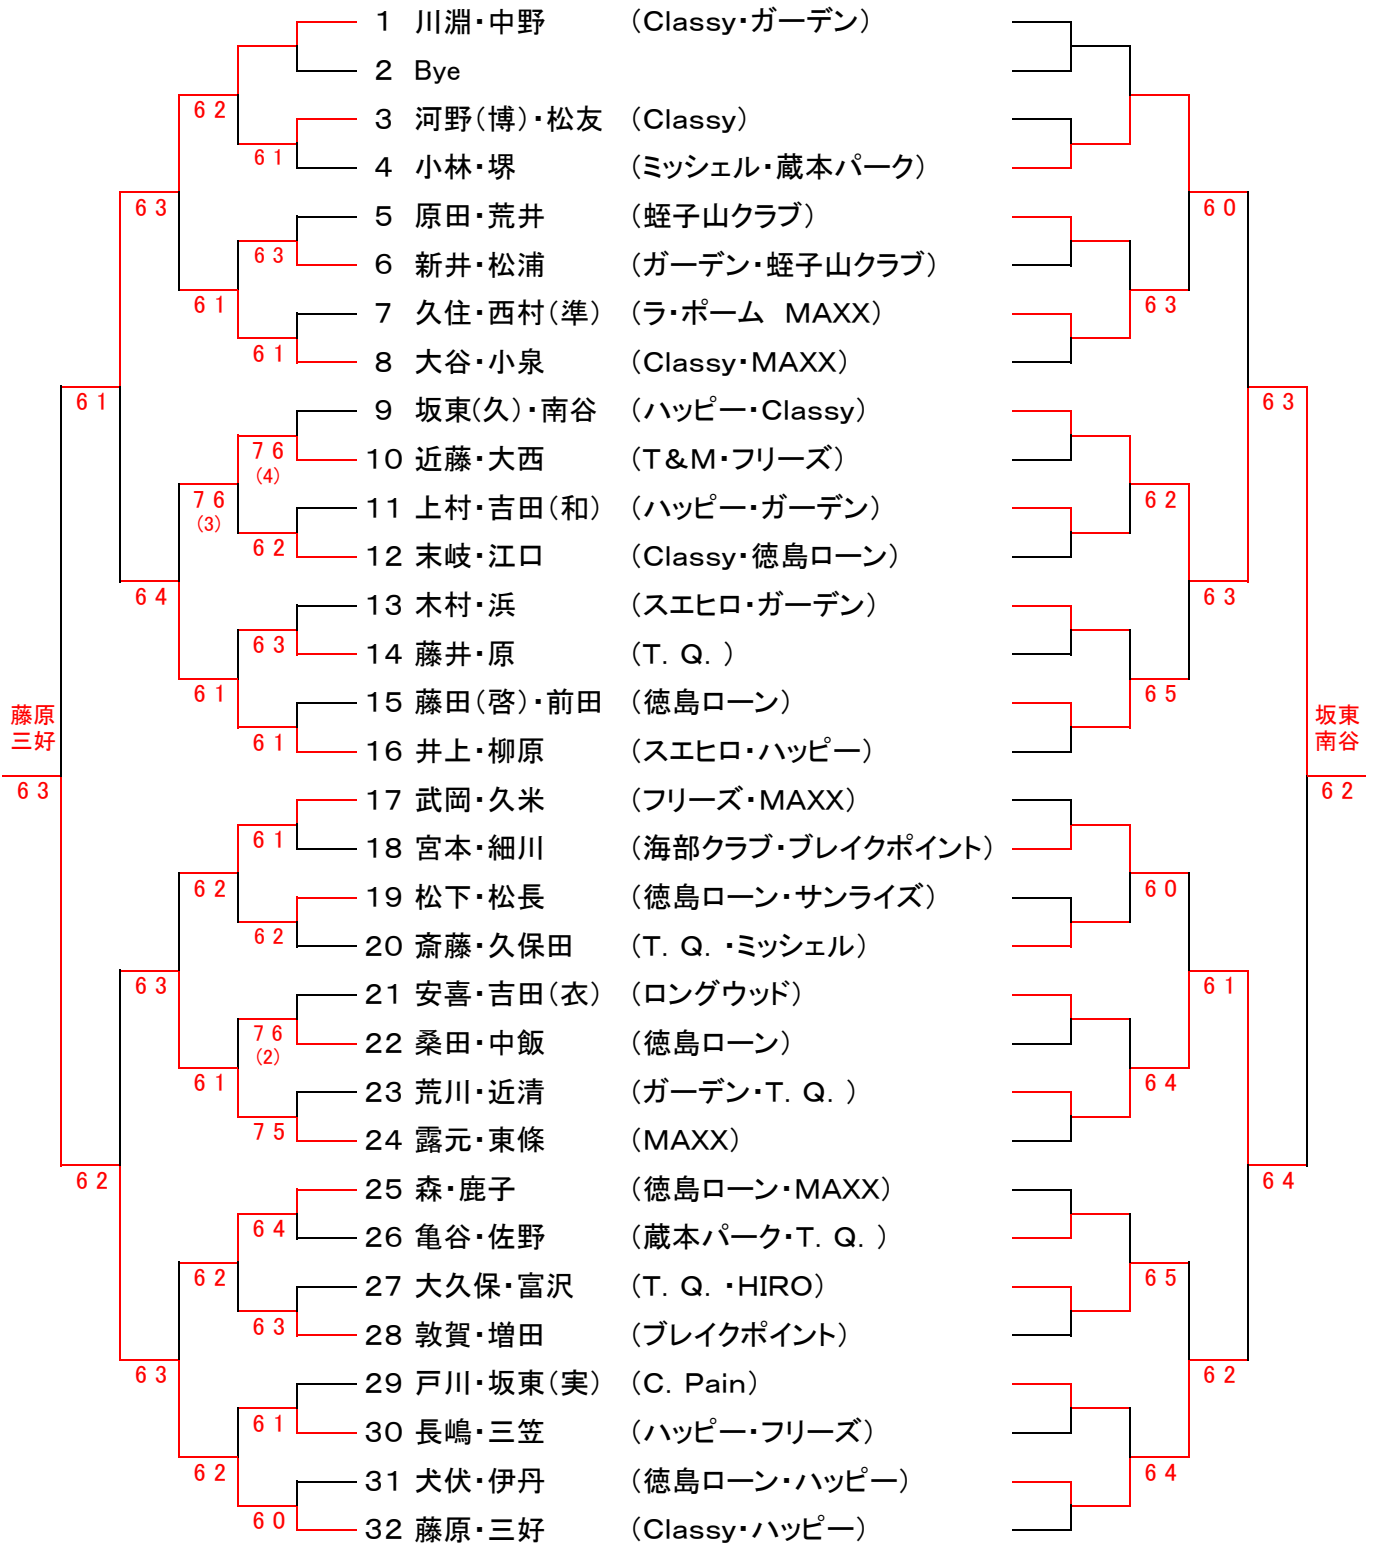 1 川淵・中野 （Classy・ガーデン）
2 Bye
6 2
3 河野（博）・松友 （Classy）
6 1
4 小林・堺 （ミッシェル・蔵本パーク）
6 3
5 原田・荒井 （蛭子山クラブ）
6 0
6 3
6 新井・松浦 （ガーデン・蛭子山クラブ）
6 1
7 久住・西村（準） （ラ・ポーム　MAXX）
6 3
6 1
8 大谷・小泉 （Classy・MAXX）
6 1
9 坂東（久）・南谷 （ハッピー・Classy）
6 3
7 6
(4)
10 近藤・大西 （T＆M・フリーズ）
7 6
(3)
11 上村・吉田（和） （ハッピー・ガーデン）
6 2
6 2
12 末岐・江口 （Classy・徳島ローン）
6 4
13 木村・浜 （スエヒロ・ガーデン）
6 3
6 3
14 藤井・原 （T．Q．）
6 1
15 藤田（啓）・前田 （徳島ローン）
6 5
藤原
三好
6 1
16 井上・柳原 （スエヒロ・ハッピー）
坂東
南谷
6 3
17 武岡・久米 （フリーズ・MAXX）
6 2
6 1
18 宮本・細川 （海部クラブ・ブレイクポイント）
6 2
19 松下・松長 （徳島ローン・サンライズ）
6 0
6 2
20 斎藤・久保田 （T．Q．・ミッシェル）
6 3
21 安喜・吉田（衣） （ロングウッド）
6 1
7 6
(2)
22 桑田・中飯 （徳島ローン）
6 1
23 荒川・近清 （ガーデン・T．Q．）
6 4
7 5
24 露元・東條 （MAXX）
6 2
25 森・鹿子 （徳島ローン・MAXX）
6 4
6 4
26 亀谷・佐野 （蔵本パーク・T．Q．）
6 2
27 大久保・富沢 （T．Q．・HIRO）
6 5
6 3
28 敦賀・増田 （ブレイクポイント）
6 3
29 戸川・坂東（実） （C．Pain）
6 2
6 1
30 長嶋・三笠 （ハッピー・フリーズ）
6 2
31 犬伏・伊丹 （徳島ローン・ハッピー）
6 4
6 0
32 藤原・三好 （Classy・ハッピー）